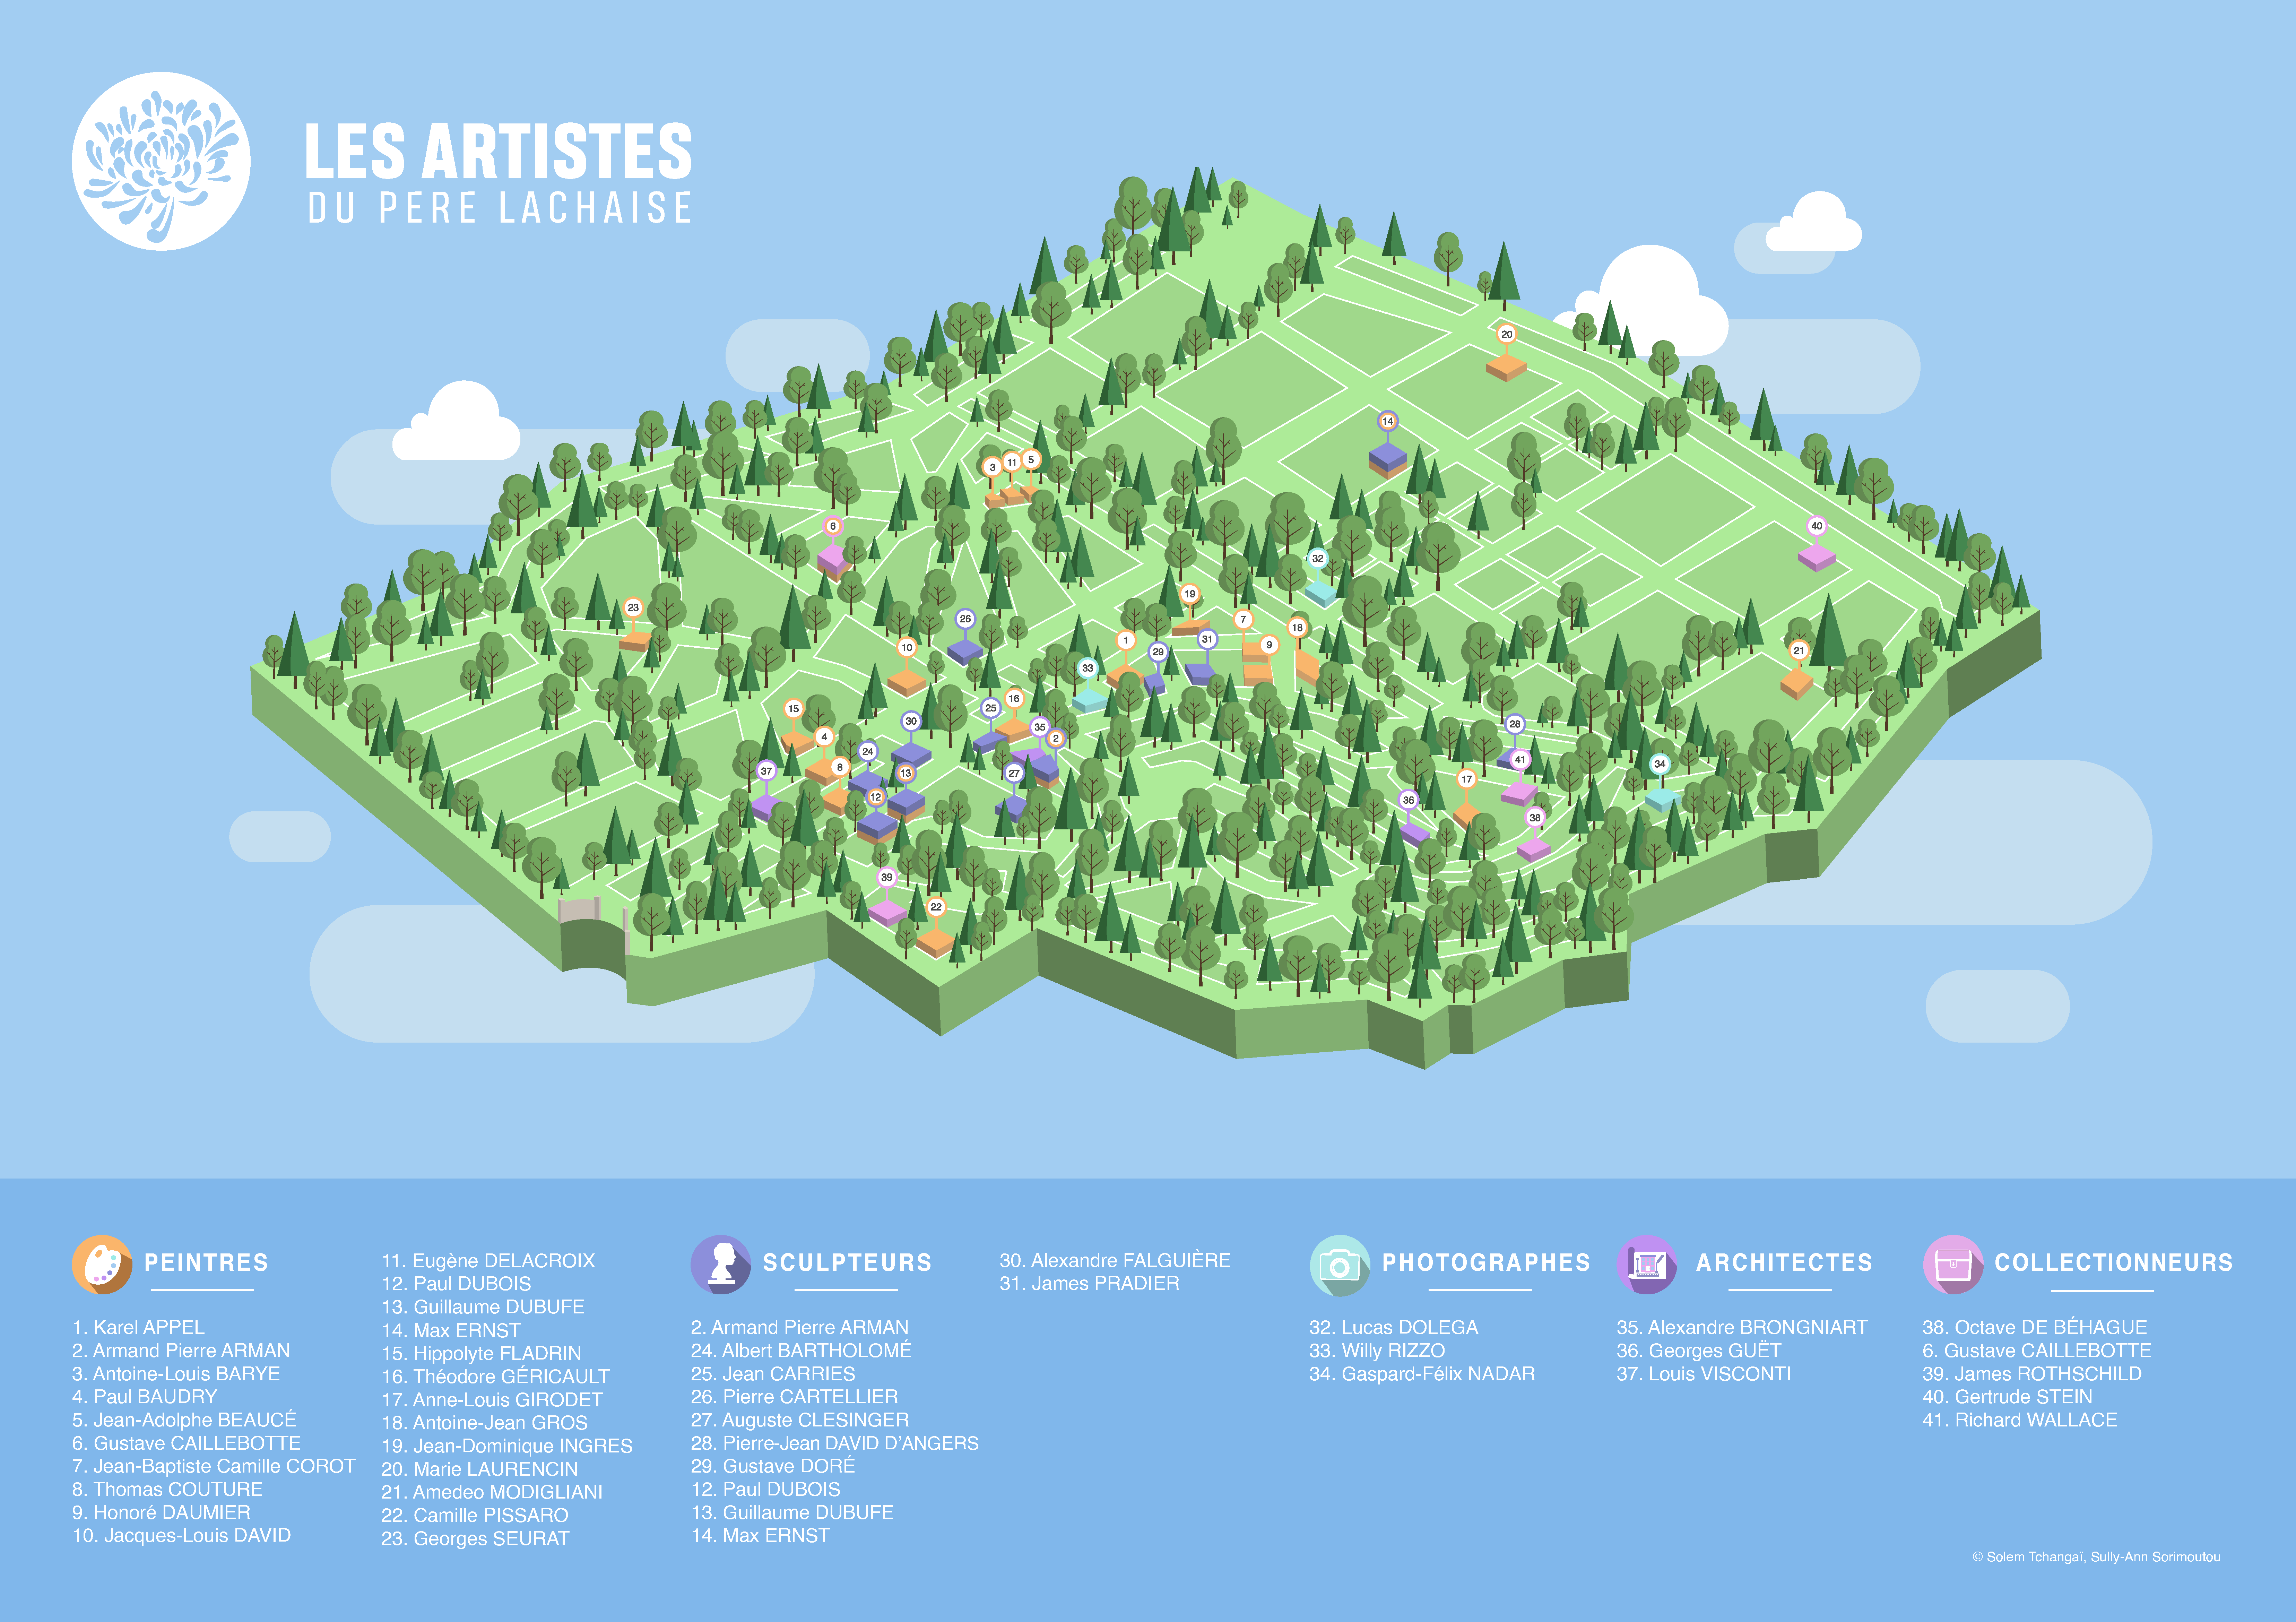 LES ARTISTES
DU PERE LACHAISE
20
14
5
11
3
6
40
32
19
23
7
26
18
31
1
9
10
29
21
33
16
25
15
30
28
35
4
2
24
41
34
8
37
13
27
17
12
36
38
39
22
PEINTRES
1. Karel APPEL
2. Armand Pierre ARMAN
3. Antoine-Louis BARYE
4. Paul BAUDRY
5. Jean-Adolphe BEAUCÉ
6. Gustave CAILLEBOTTE
7. Jean-Baptiste Camille COROT
8. Thomas COUTURE
9. Honoré DAUMIER
10. Jacques-Louis DAVID
11. Eugène DELACROIX
12. Paul DUBOIS
13. Guillaume DUBUFE
14. Max ERNST
15. Hippolyte FLADRIN
16. Théodore GÉRICAULT
17. Anne-Louis GIRODET
18. Antoine-Jean GROS
19. Jean-Dominique INGRES
20. Marie LAURENCIN
21. Amedeo MODIGLIANI
22. Camille PISSARO
23. Georges SEURAT
SCULPTEURS
2. Armand Pierre ARMAN
24. Albert BARTHOLOMÉ
25. Jean CARRIES
26. Pierre CARTELLIER
27. Auguste CLESINGER
28. Pierre-Jean DAVID D'ANGERS
29. Gustave DORÉ
12. Paul DUBOIS
13. Guillaume DUBUFE
14. Max ERNST
30. Alexandre FALGUIÈRE
31. James PRADIER
PHOTOGRAPHES
32. Lucas DOLEGA
33. Willy RIZZO
34. Gaspard-Félix NADAR
ARCHITECTES
35. Alexandre BRONGNIART
36. Georges GUËT
37. Louis VISCONTI
COLLECTIONNEURS
38. Octave DE BÉHAGUE
6. Gustave CAILLEBOTTE
39. James ROTHSCHILD
40. Gertrude STEIN
41. Richard WALLACE
© Solem Tchangaï, Sully-Ann Sorimoutou